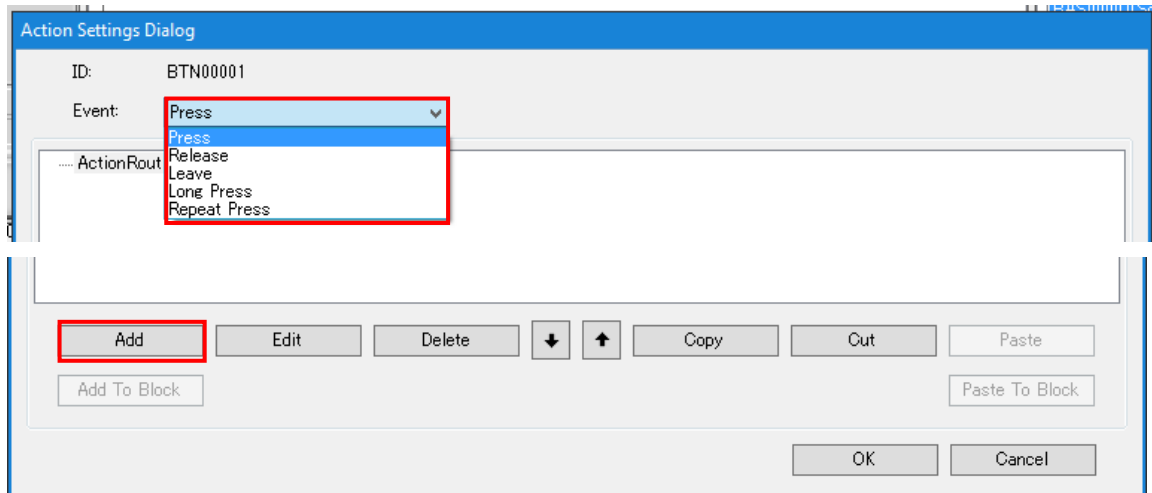 Action Settings Dialog
ID: BTN00001
Event: Press
Press
Release
Leave
Long Press
Repeat Press
ActionRout
Add Edit Delete Copy Cut Paste
Add To Block Paste To Block
OK Cancel